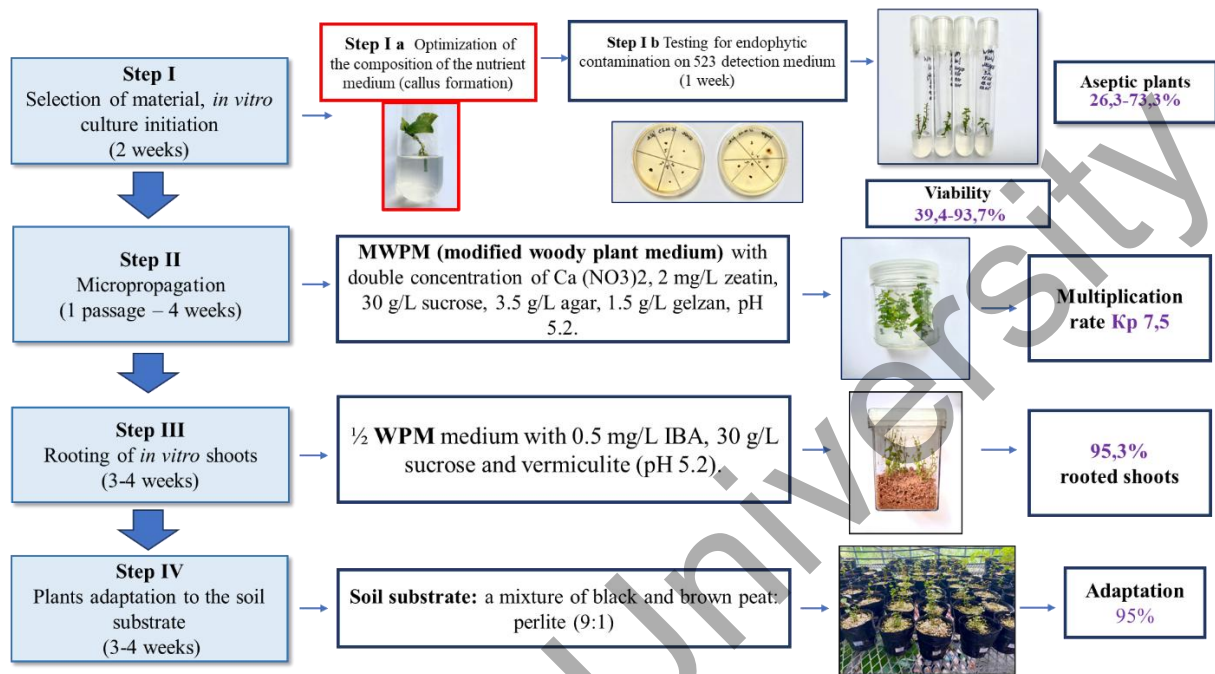 Step I
Selection of material, in vitro
culture initiation
(2 weeks)
Step I a Optimization of
the composition of the nutrient
medium (callus formation)
Step I b Testing for endophytic
contamination on 523 detection medium
(1 week)
Aseptic plants
26,3-73,3%
Viability
39,4-93,7%
Step II
Micropropagation
(1 passage – 4 weeks)
MWPM (modified woody plant medium) with
double concentration of Ca (NO3)2, 2 mg/L zeatin,
30 g/L sucrose, 3.5 g/L agar, 1.5 g/L gelzan, pH
5.2.
Multiplication
rate Кр 7,5
Step III
Rooting of in vitro shoots
(3-4 weeks)
½ WPM medium with 0.5 mg/L IBA, 30 g/L
sucrose and vermiculite (pH 5.2).
95,3%
rooted shoots
Step IV
Plants adaptation to the soil
substrate
(3-4 weeks)
Soil substrate: a mixture of black and brown peat:
perlite (9:1)
Adaptation
95%
University